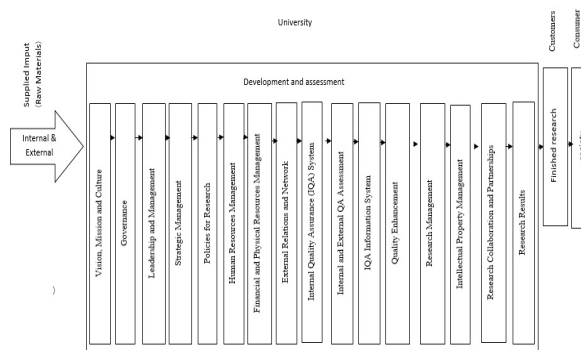 University
Customers
Consumer
Supplied Imput
(Raw Materials)
Development and assessment
Internal &
External
Vision, Mission and Culture
Governance
Leadership and Management
Strategic Management
Policies for Research
Human Resources Management
Financial and Physical Resources Management
External Relations and Network
Internal Quality Assurance (IQA) System
Internal and External QA Assessment
IQA Information System
Quality Enhancement
Research Management
Intellectual Property Management
Research Collaboration and Partnerships
Research Results
Finished research
)